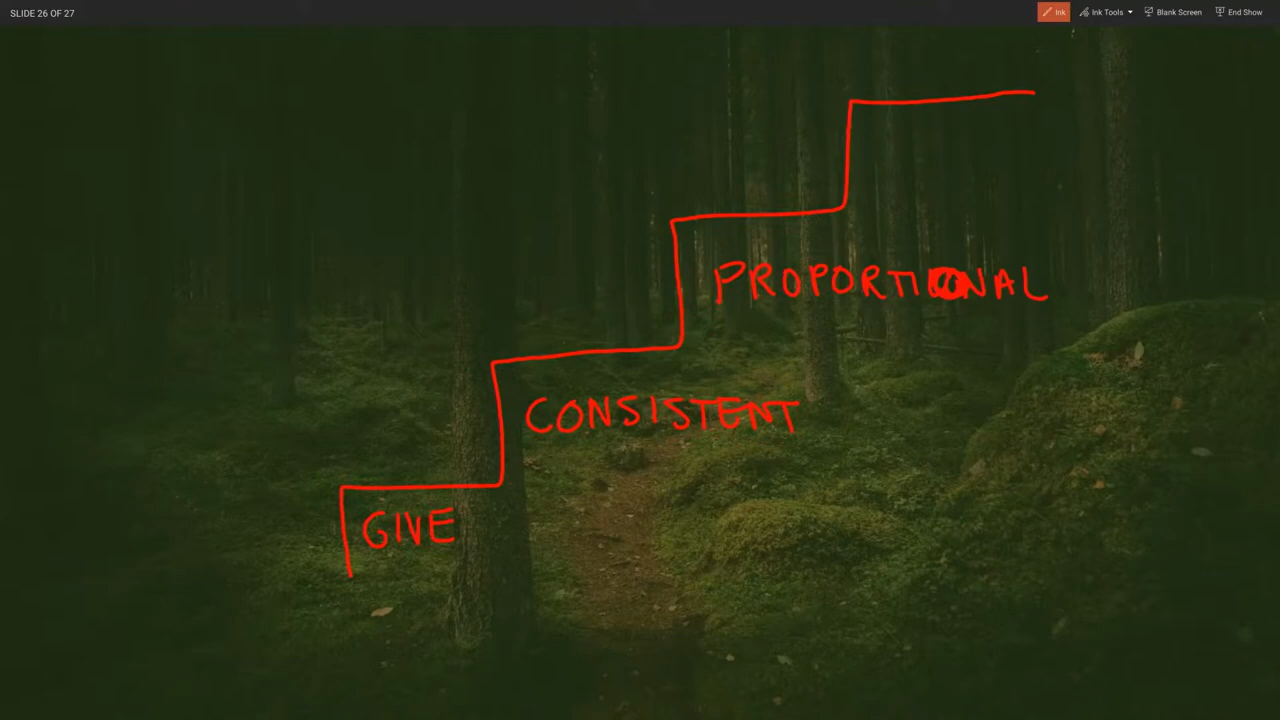 SLIDE 26 OF 27
Ink
Ink Tools
Blank Screen
End Show
PROPORTIONAL
CONSISTENT
GIVE